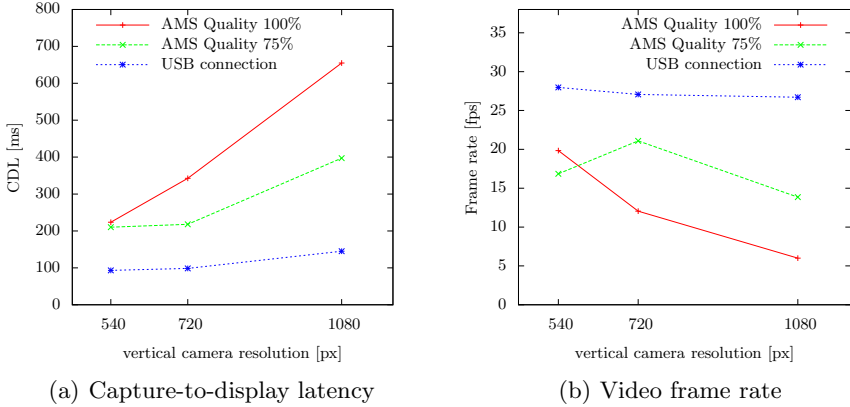 800
700
600
500
400
300
200
100
0
CDL [ms]
AMS Quality 100%
AMS Quality 75%
USB connection
540 720 1080
vertical camera resolution [px]
(a) Capture-to-display latency
35
30
25
20
15
10
5
0
Frame rate [fps]
AMS Quality 100%
AMS Quality 75%
USB connection
540 720 1080
vertical camera resolution [px]
(b) Video frame rate